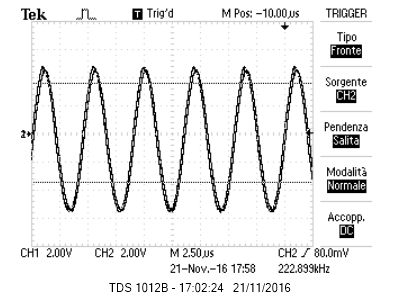 Tek T Trig'd M Pos: -10.00µs TRIGGER
Tipo
Fronte
Sorgente
CH2
Pendenza
Salita
Modalità
Normale
Accopp.
DC
2+
CH1 2.00V CH2 2.00V M 2.50µs CH2 / 80.0mV
21-Nov.-16 17:58 222.899kHz
TDS 1012B - 17:02:24 21/11/2016